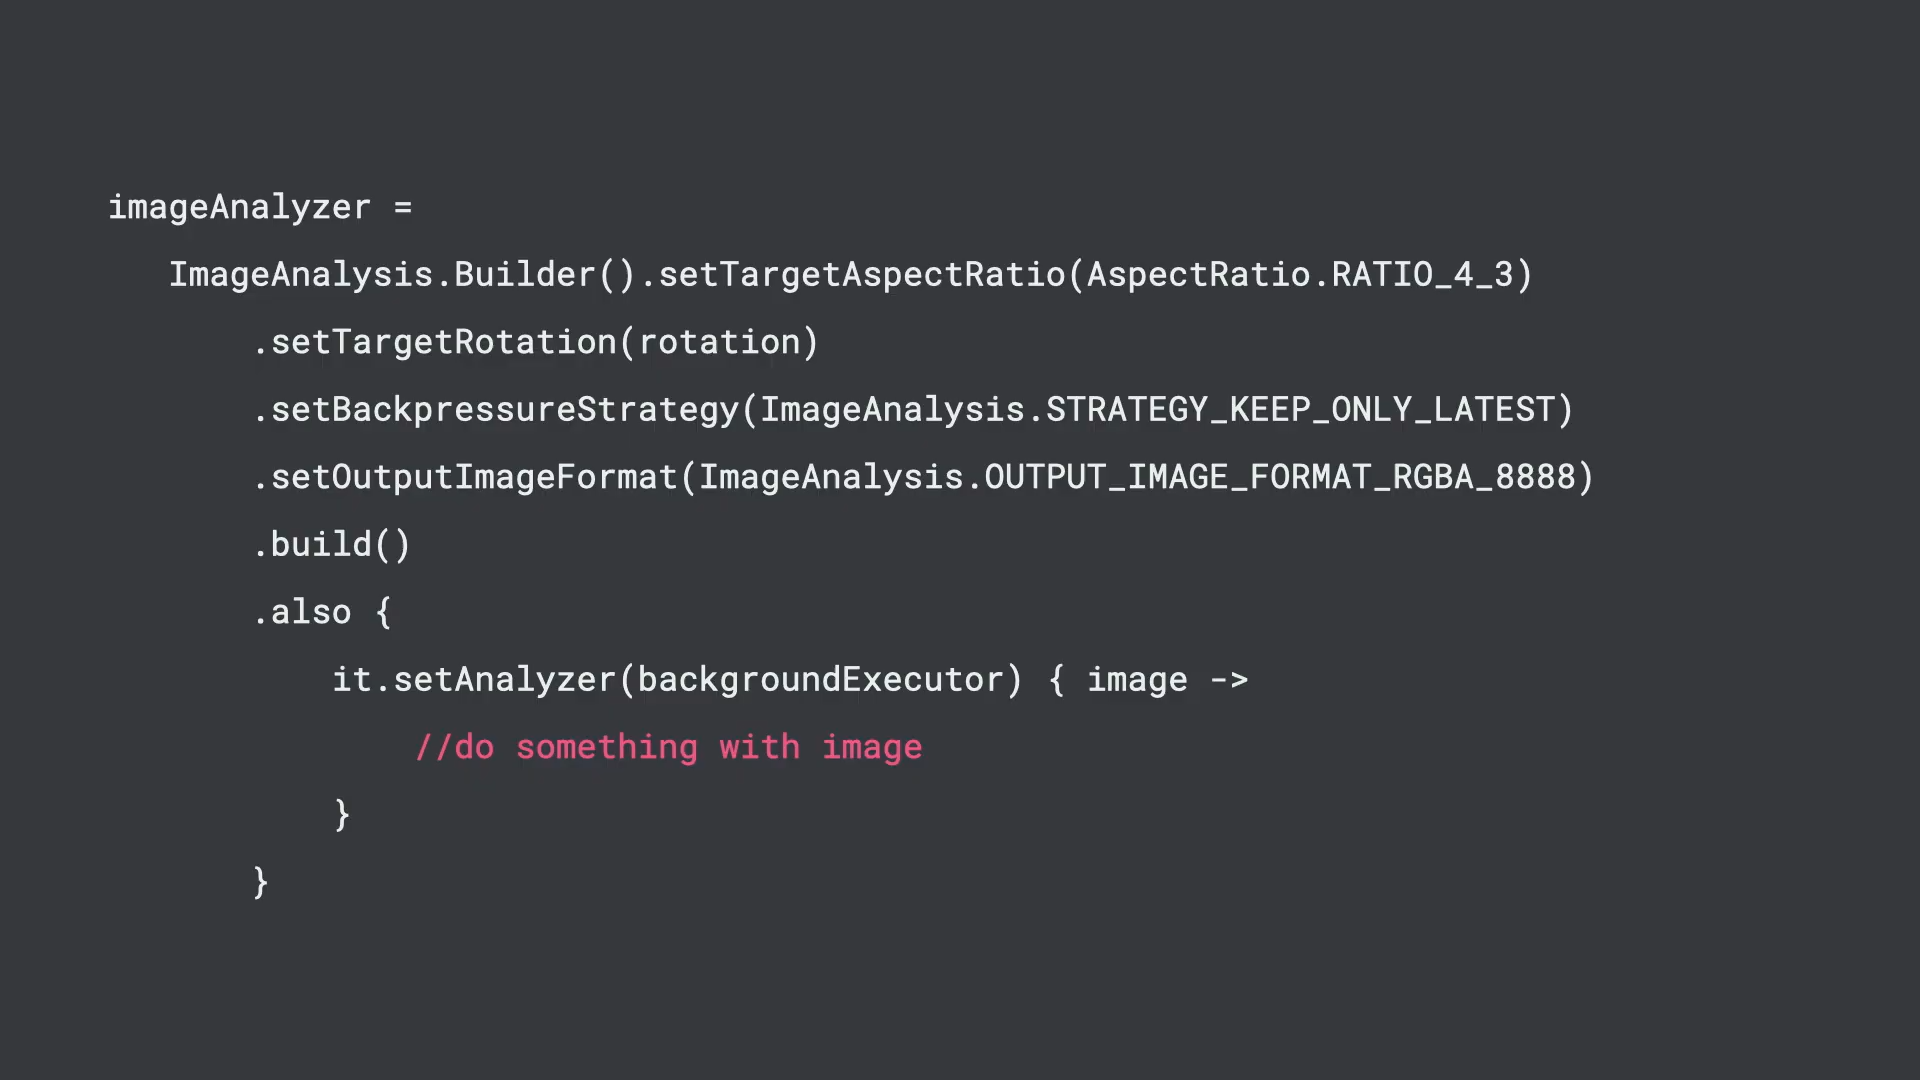 imageAnalyzer =
ImageAnalysis.Builder().setTargetAspectRatio(AspectRatio.RATIO_4_3)
.setTargetRotation(rotation)
.setBackpressureStrategy(ImageAnalysis.STRATEGY_KEEP_ONLY_LATEST)
.setOutputImageFormat(ImageAnalysis.OUTPUT_IMAGE_FORMAT_RGBA_8888)
.build()
.also {
it.setAnalyzer(backgroundExecutor) { image ->
//do something with image
}
}